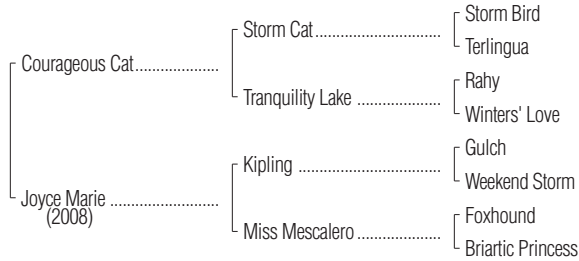 Storm Bird
Storm Cat
Terlingua
Courageous Cat
Rahy
Tranquility Lake
Winters' Love
Gulch
Kipling
Weekend Storm
Joyce Marie
(2008)
Foxhound
Miss Mescalero
Briartic Princess